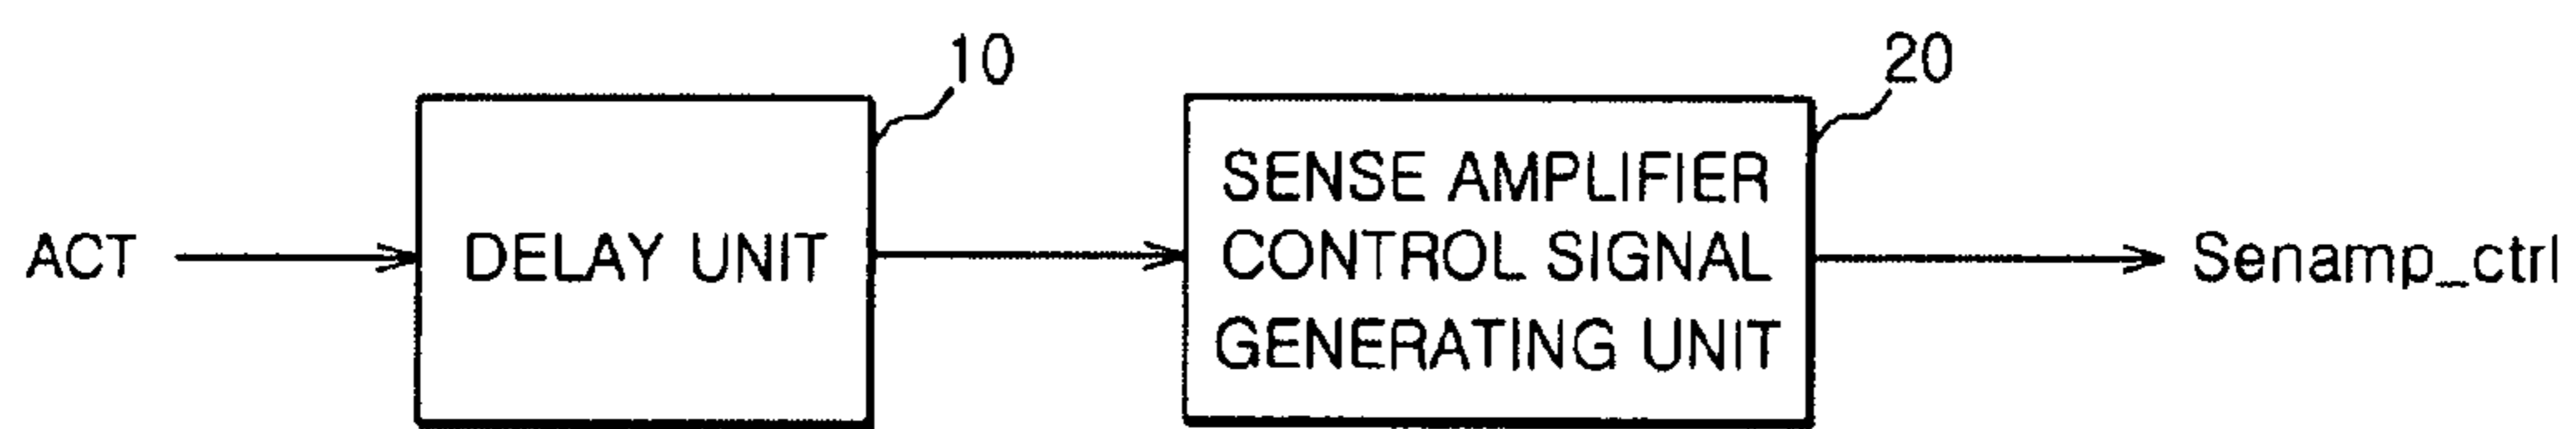 10
20
ACT
DELAY UNIT
SENSE AMPLIFIER
CONTROL SIGNAL
GENERATING UNIT
Senamp_ctrl